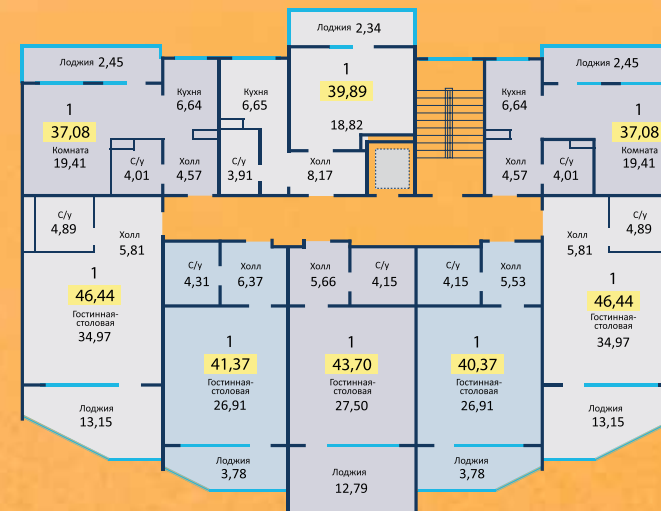 Лоджия 2,34
1
39,89
18,82
Лоджия 2,45
1
37,08
Комната
19,41
С/у
4,01
Кухня
6,64
Холл
4,57
Кухня
6,65
С/у
3,91
Холл
8,17
Лоджия 2,45
Кухня
6,64
1
37,08
Комната
19,41
Холл
4,57
С/у
4,01
С/у
4,89
Холл
5,81
1
46,44
Гостинная-
столовая
34,97
Лоджия
13,15
С/у
4,31
Холл
6,37
1
41,37
Гостинная-
столовая
26,91
Лоджия
3,78
Холл
5,66
С/у
4,15
1
43,70
Гостинная-
столовая
27,50
Лоджия
12,79
С/у
4,15
Холл
5,53
1
40,37
Гостинная-
столовая
26,91
Лоджия
3,78
Холл
5,81
С/у
4,89
1
46,44
Гостинная-
столовая
34,97
Лоджия
13,15